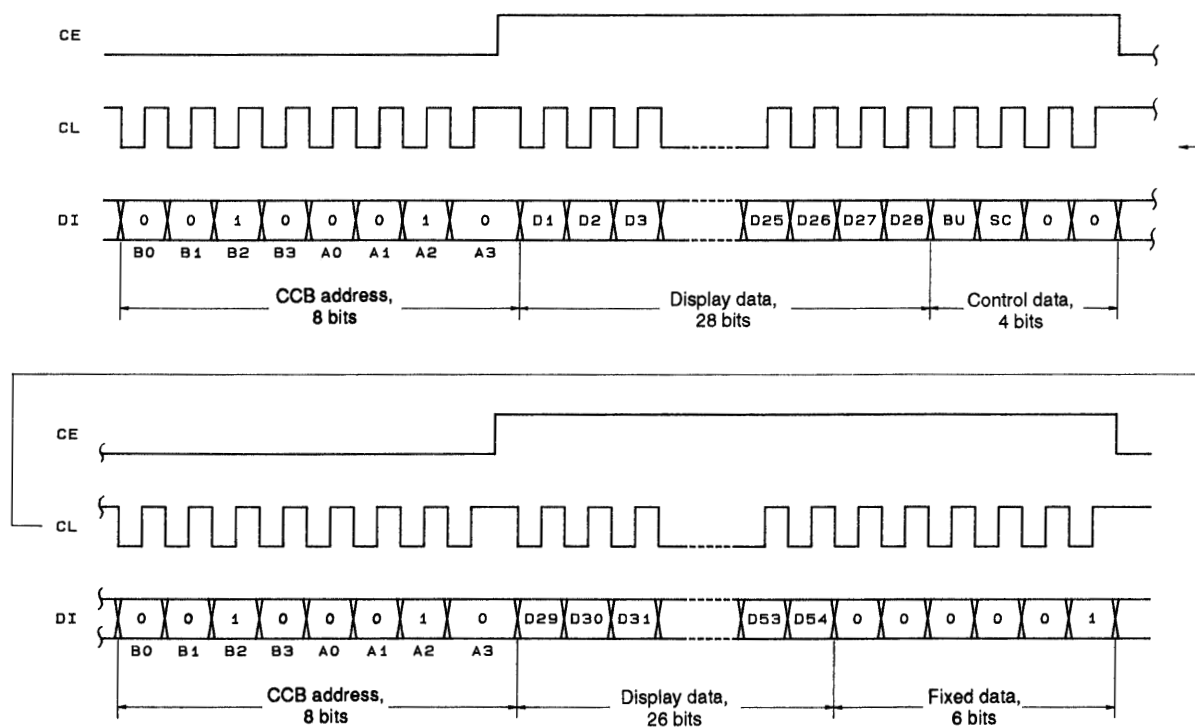 CE
CL
DI 0 0 1 0 0 0 1 0 D1 D2 D3 D25 D26 D27 D28 BU SC 0 0
B0 B1 B2 B3 A0 A1 A2 A3
CCB address, 8 bits
Display data, 28 bits
Control data, 4 bits
CE
CL
DI 0 0 1 0 0 0 1 0 D29 D30 D31 D53 D54 0 0 0 0 0 1
B0 B1 B2 B3 A0 A1 A2 A3
CCB address, 8 bits
Display data, 26 bits
Fixed data, 6 bits